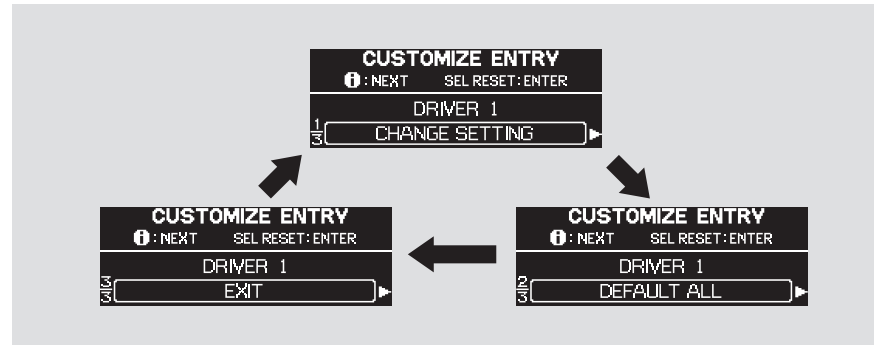 CUSTOMIZE ENTRY
i : NEXT SEL RESET : ENTER
DRIVER 1
1/3 CHANGE SETTING
CUSTOMIZE ENTRY
i : NEXT SEL RESET : ENTER
DRIVER 1
3/3 EXIT
CUSTOMIZE ENTRY
i : NEXT SEL RESET : ENTER
DRIVER 1
2/3 DEFAULT ALL